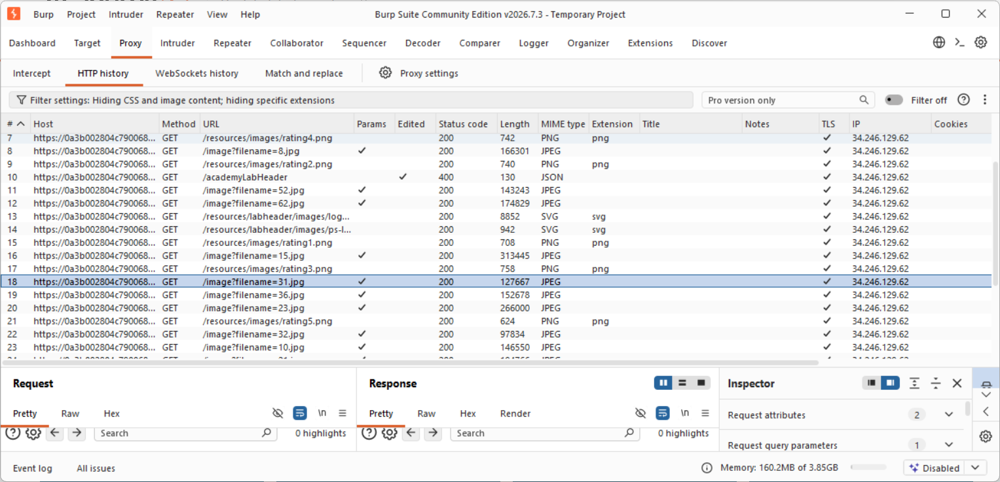 Burp Project Intruder Repeater View Help Burp Suite Community Edition v2026.7.3 - Temporary Project
Dashboard Target Proxy Intruder Repeater Collaborator Sequencer Decoder Comparer Logger Organizer Extensions Discover
Intercept HTTP history WebSockets history Match and replace Proxy settings
Filter settings: Hiding CSS and image content; hiding specific extensions Pro version only Filter off
# Host Method URL Params Edited Status code Length MIME type Extension Title Notes TLS IP Cookies
7 https://0a3b002804c790068... GET /resources/images/rating4.png 200 742 PNG png ✓ 34.246.129.62
8 https://0a3b002804c790068... GET /image?filename=8.jpg ✓ 200 166301 JPEG ✓ 34.246.129.62
9 https://0a3b002804c790068... GET /resources/images/rating2.png 200 740 PNG png ✓ 34.246.129.62
10 https://0a3b002804c790068... GET /academyLabHeader ✓ 400 130 JSON ✓ 34.246.129.62
11 https://0a3b002804c790068... GET /image?filename=52.jpg ✓ 200 143243 JPEG ✓ 34.246.129.62
12 https://0a3b002804c790068... GET /image?filename=62.jpg ✓ 200 174829 JPEG ✓ 34.246.129.62
13 https://0a3b002804c790068... GET /resources/labheader/images/log... 200 8852 SVG svg ✓ 34.246.129.62
14 https://0a3b002804c790068... GET /resources/labheader/images/ps-l... 200 942 SVG svg ✓ 34.246.129.62
15 https://0a3b002804c790068... GET /resources/images/rating1.png 200 708 PNG png ✓ 34.246.129.62
16 https://0a3b002804c790068... GET /image?filename=15.jpg ✓ 200 313445 JPEG ✓ 34.246.129.62
17 https://0a3b002804c790068... GET /resources/images/rating3.png 200 758 PNG png ✓ 34.246.129.62
18 https://0a3b002804c790068... GET /image?filename=31.jpg ✓ 200 127667 JPEG ✓ 34.246.129.62
19 https://0a3b002804c790068... GET /image?filename=36.jpg ✓ 200 152678 JPEG ✓ 34.246.129.62
20 https://0a3b002804c790068... GET /image?filename=23.jpg ✓ 200 266000 JPEG ✓ 34.246.129.62
21 https://0a3b002804c790068... GET /resources/images/rating5.png 200 624 PNG png ✓ 34.246.129.62
22 https://0a3b002804c790068... GET /image?filename=32.jpg ✓ 200 97834 JPEG ✓ 34.246.129.62
23 https://0a3b002804c790068... GET /image?filename=10.jpg ✓ 200 146550 JPEG ✓ 34.246.129.62
Request Response Inspector
Pretty Raw Hex \n Pretty Raw Hex Render \n Request attributes 2
Search 0 highlights Search 0 highlights
Request query parameters 1
Event log All issues Memory: 160.2MB of 3.85GB Disabled